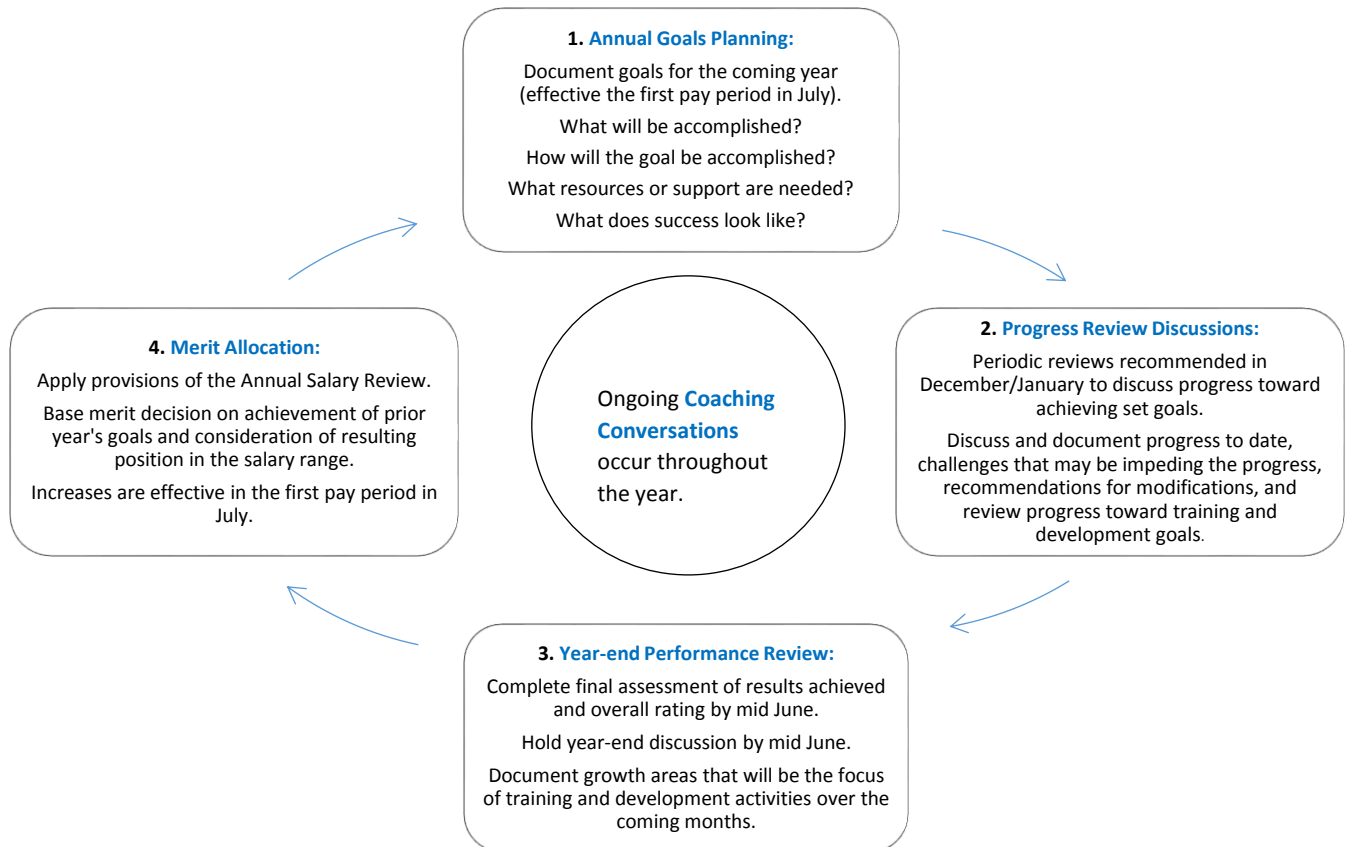 1. Annual Goals Planning:
Document goals for the coming year
(effective the first pay period in July).
What will be accomplished?
How will the goal be accomplished?
What resources or support are needed?
What does success look like?
2. Progress Review Discussions:
Periodic reviews recommended in
December/January to discuss progress toward
achieving set goals.
Discuss and document progress to date,
challenges that may be impeding the progress,
recommendations for modifications, and
review progress toward training and
development goals.
3. Year-end Performance Review:
Complete final assessment of results achieved
and overall rating by mid June.
Hold year-end discussion by mid June.
Document growth areas that will be the focus
of training and development activities over the
coming months.
4. Merit Allocation:
Apply provisions of the Annual Salary Review.
Base merit decision on achievement of prior
year's goals and consideration of resulting
position in the salary range.
Increases are effective in the first pay period in
July.
Ongoing Coaching
Conversations
occur throughout
the year.